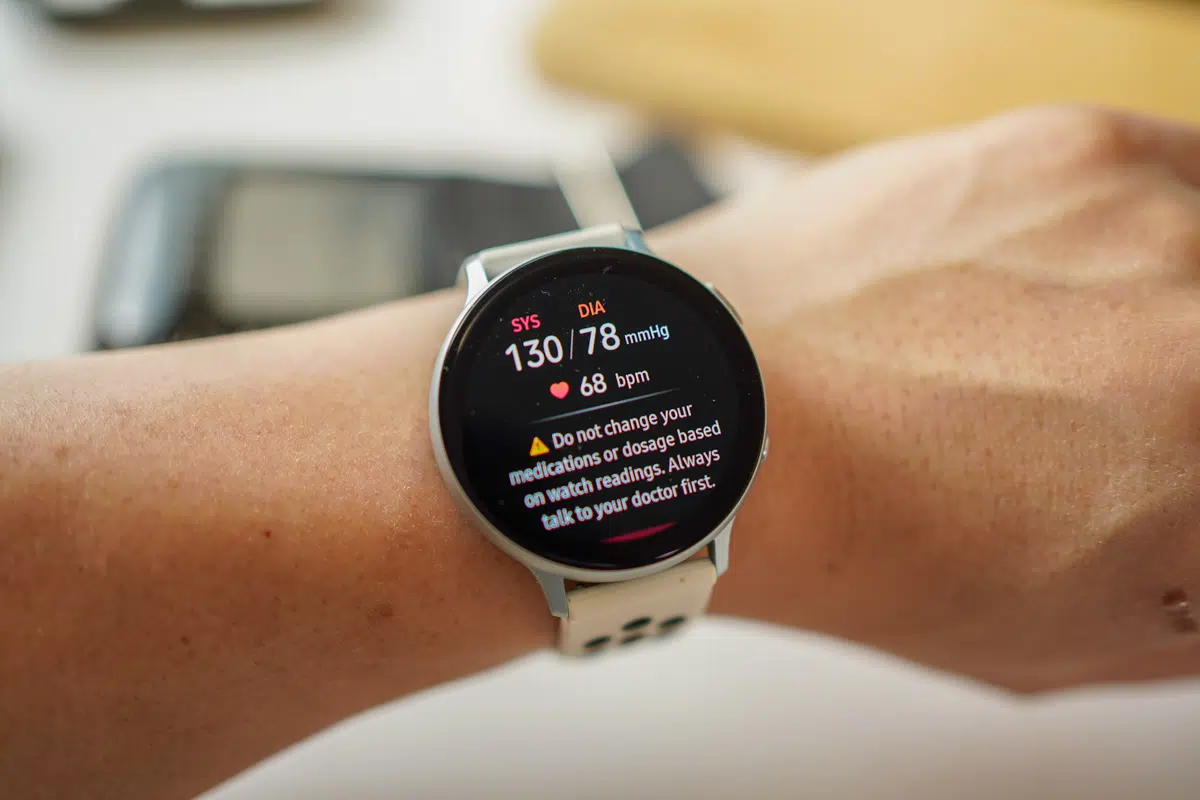 SYS DIA
130/78 mmHg
68 bpm
⚠ Do not change your
medications or dosage based
on watch readings. Always
talk to your doctor first.